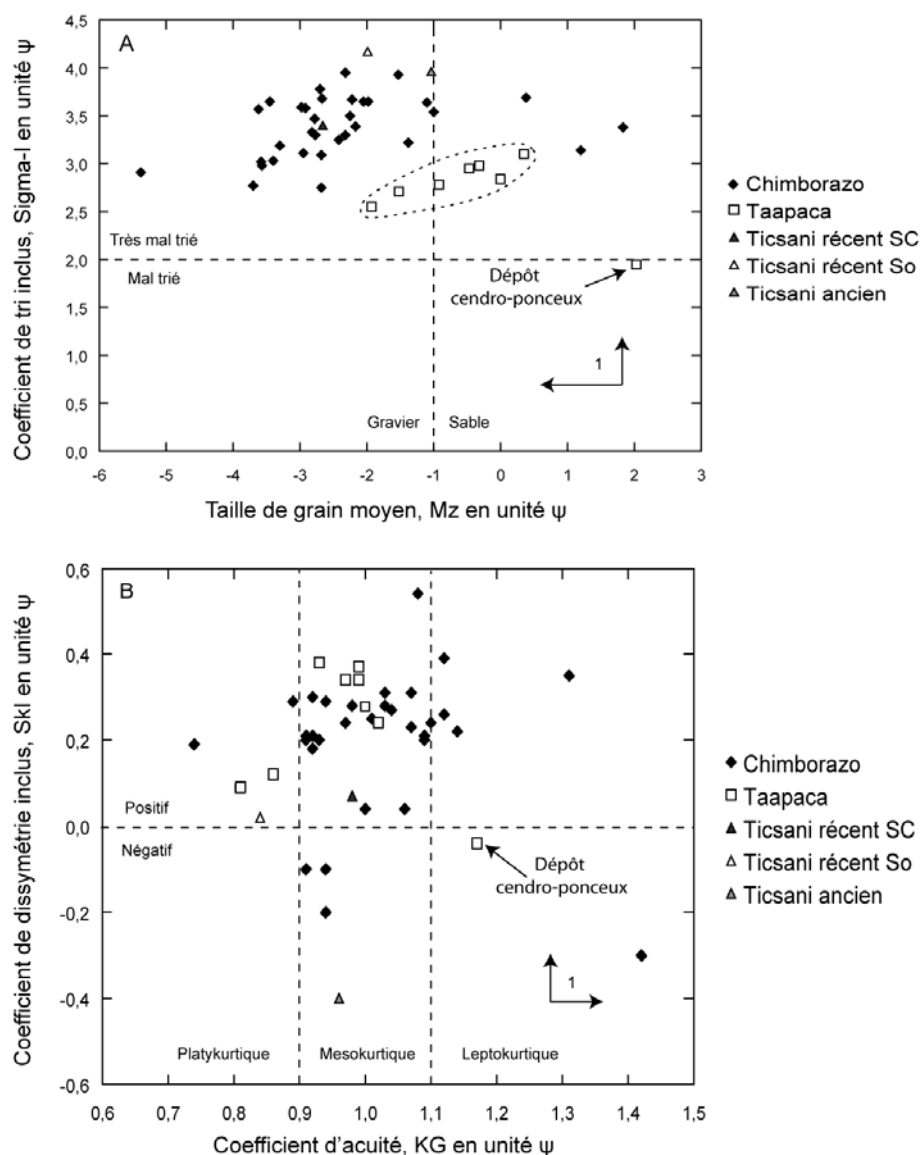 A
Coefficient de tri inclus, Sigma-I en unité ψ
4,5
4,0
3,5
3,0
2,5
2,0
1,5
1,0
0,5
0,0
Très mal trié
Mal trié
Dépôt
cendro-ponceux
1
Gravier
Sable
-6
-5
-4
-3
-2
-1
0
1
2
3
Taille de grain moyen, Mz en unité ψ
Chimborazo
Taapaca
Ticsani récent SC
Ticsani récent So
Ticsani ancien
B
Coefficient de dissymétrie inclus, SkI en unité ψ
0,6
0,4
0,2
0,0
-0,2
-0,4
-0,6
Positif
Négatif
Dépôt
cendro-ponceux
1
Platykurtique
Mesokurtique
Leptokurtique
0,6
0,7
0,8
0,9
1,0
1,1
1,2
1,3
1,4
1,5
Coefficient d'acuité, KG en unité ψ
Chimborazo
Taapaca
Ticsani récent SC
Ticsani récent So
Ticsani ancien